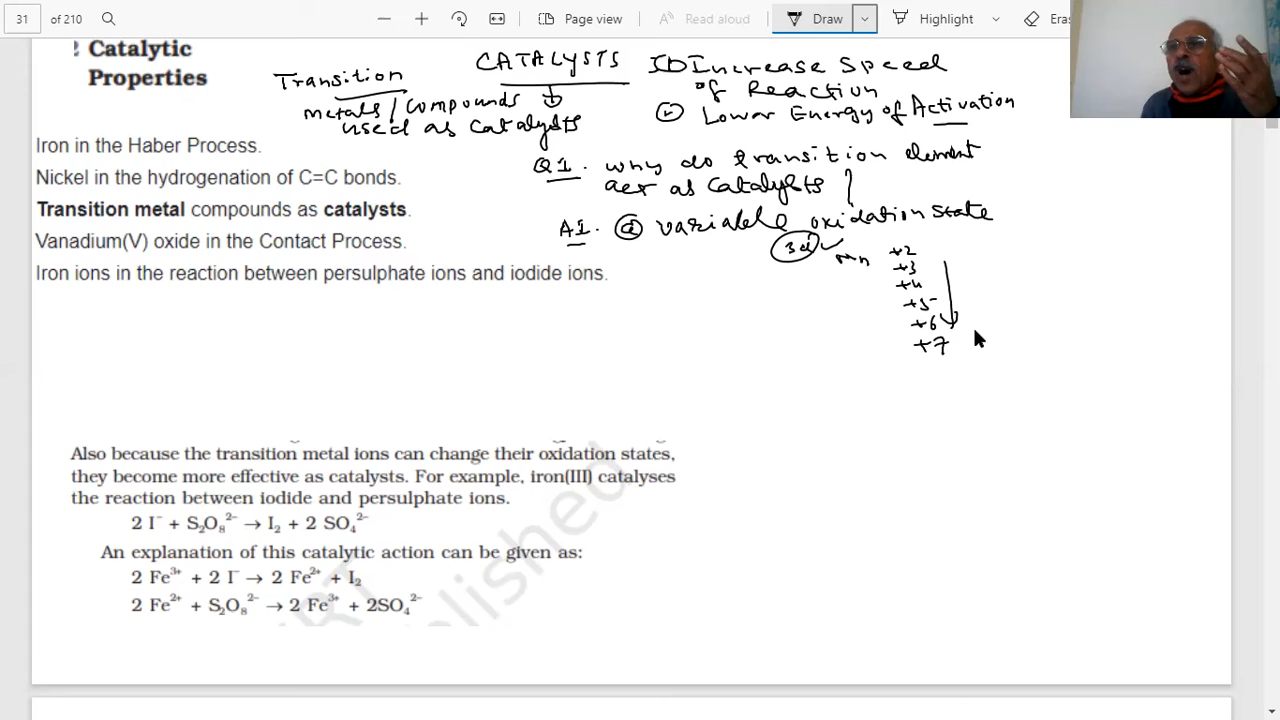 31 of 210 Page view Read aloud Draw Highlight Eras
Catalytic
Properties
CATALYSTS
Transition
metals / Compounds
used as Catalysts
① Increase Speed
of Reaction
② Lower Energy of Activation
Q1. why do transition element
act as Catalysts
A1. ⓐ variable oxidation state
3d mn
+2
+3
+4
+5
+6
+7
Iron in the Haber Process.
Nickel in the hydrogenation of C=C bonds.
Transition metal compounds as catalysts.
Vanadium(V) oxide in the Contact Process.
Iron ions in the reaction between persulphate ions and iodide ions.
Also because the transition metal ions can change their oxidation states,
they become more effective as catalysts. For example, iron(III) catalyses
the reaction between iodide and persulphate ions.
2 I⁻ + S₂O₈²⁻ → I₂ + 2 SO₄²⁻
An explanation of this catalytic action can be given as:
2 Fe³⁺ + 2 I⁻ → 2 Fe²⁺ + I₂
2 Fe²⁺ + S₂O₈²⁻ → 2 Fe³⁺ + 2SO₄²⁻